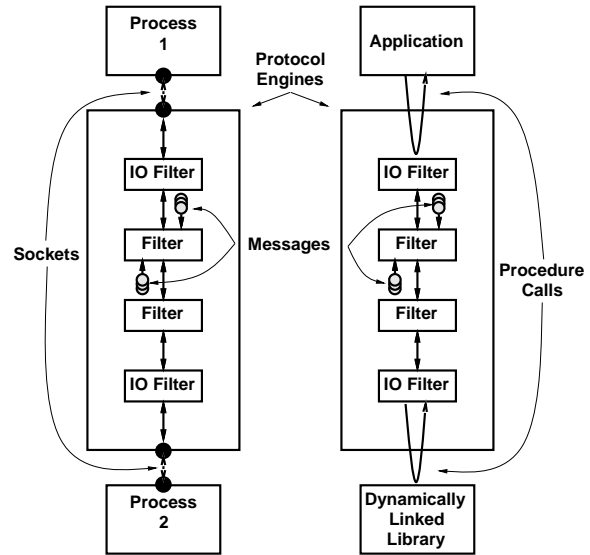 Process
1
Application
Protocol
Engines
IO Filter
IO Filter
Sockets
Filter
Messages
Filter
Procedure
Calls
Filter
Filter
IO Filter
IO Filter
Process
2
Dynamically
Linked
Library